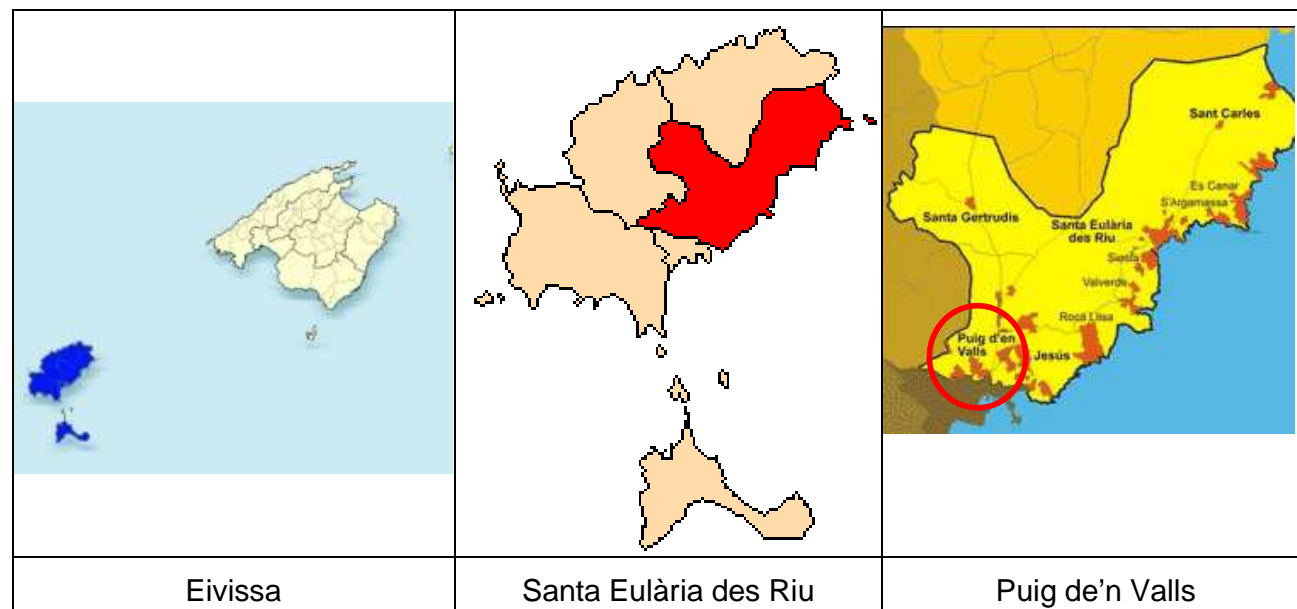 Sant Carles
Es Canar
S'Argamassa
Santa Gertrudis
Santa Eulària
des Riu
Siesta
Valverde
Roca Llisa
Puig d'en
Valls
Jesús
Eivissa
Santa Eulària des Riu
Puig de’n Valls